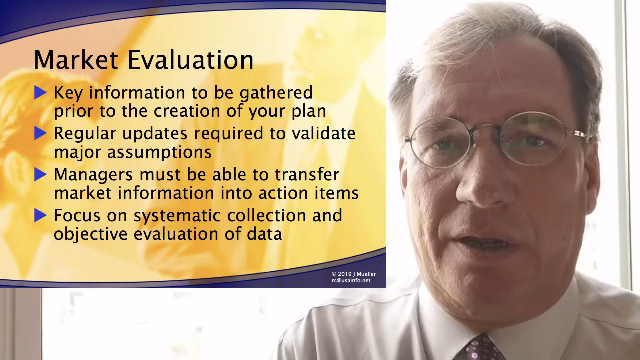 Market Evaluation
Key information to be gathered
prior to the creation of your plan
Regular updates required to validate
major assumptions
Managers must be able to transfer
market information into action items
Focus on systematic collection and
objective evaluation of data
© 2019 J Mueller